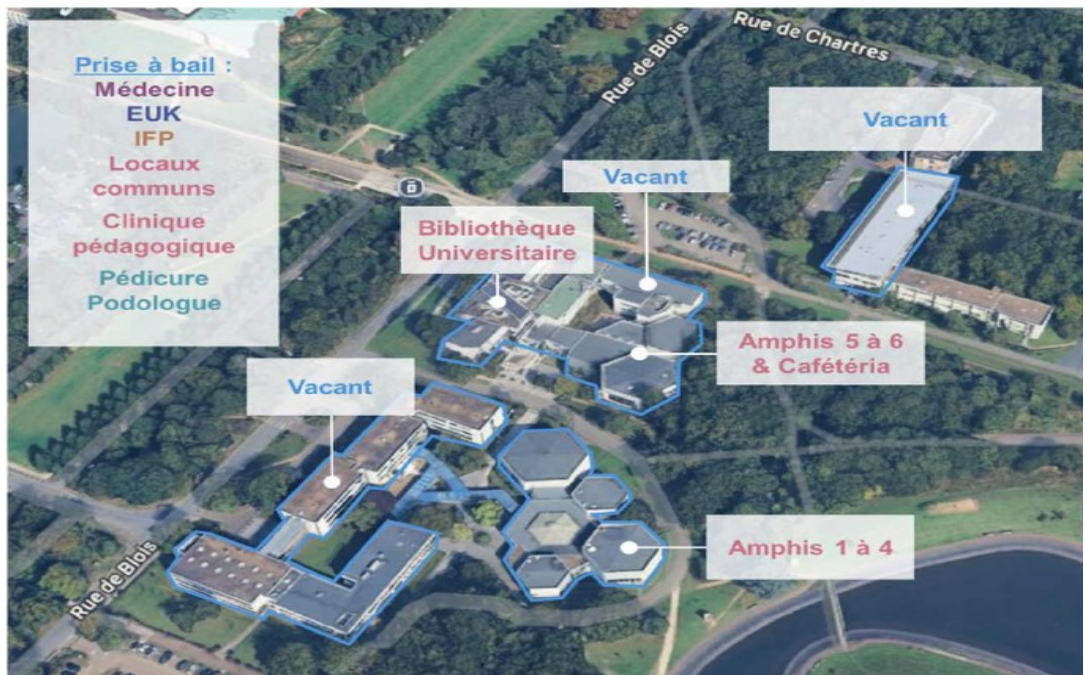 Prise à bail :
Médecine
EUK
IFP
Locaux
communs
Clinique
pédagogique
Pédicure
Podologue
Rue de Blois
Rue de Chartres
Vacant
Vacant
Bibliothèque
Universitaire
Amphis 5 à 6
& Cafétéria
Vacant
Amphis 1 à 4
Rue de Blois